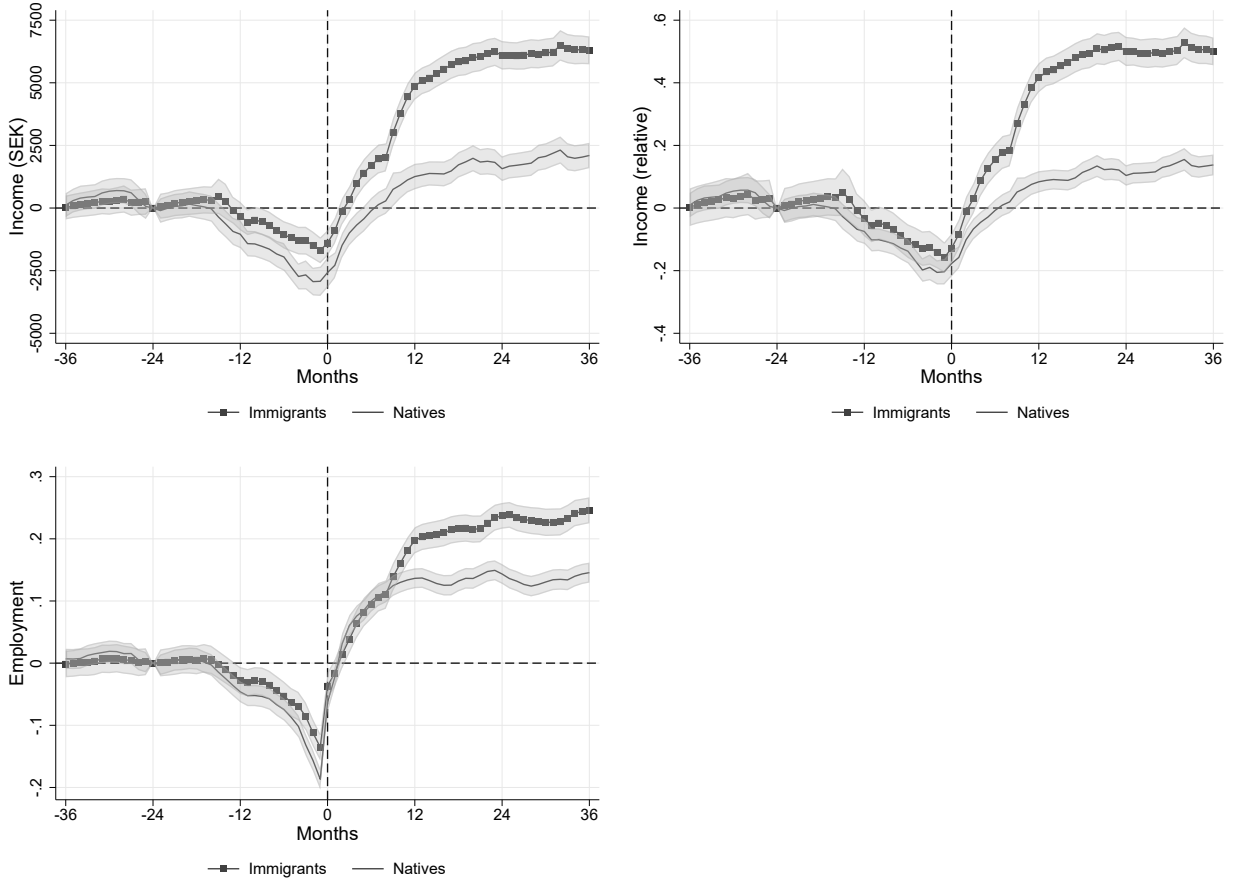 Income (SEK)
7500
5000
2500
0
-2500
-5000
-36 -24 -12 0 12 24 36
Months
Immigrants Natives
Income (relative)
.6
.4
.2
0
-.2
-.4
-36 -24 -12 0 12 24 36
Months
Immigrants Natives
Employment
.3
.2
.1
0
-.1
-.2
-36 -24 -12 0 12 24 36
Months
Immigrants Natives